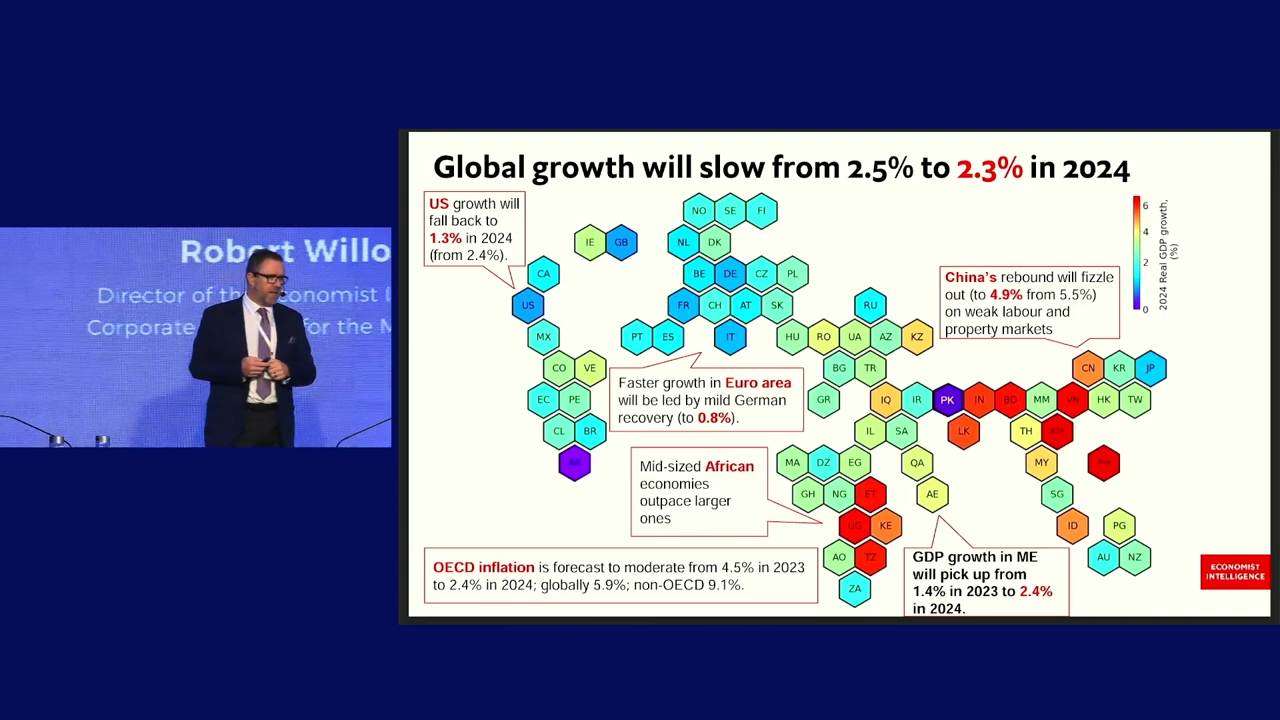 Robert Willo
Director of the Economist I
Corporate for the M
Global growth will slow from 2.5% to 2.3% in 2024
US growth will
fall back to
1.3% in 2024
(from 2.4%).
NO SE FI
IE GB NL DK
CA BE DE CZ PL
US FR CH AT SK RU
MX PT ES IT HU RO UA AZ KZ
CO VE BG TR CN KR JP
EC PE GR IQ IR PK IN BD MM VN HK TW
CL BR IL SA LK TH KH
AR MA DZ EG QA MY PH
GH NG ET AE SG
UG KE ID PG
AO TZ AU NZ
ZA
6
4
2
0
2024 Real GDP growth,
(%)
China's rebound will fizzle
out (to 4.9% from 5.5%)
on weak labour and
property markets
Faster growth in Euro area
will be led by mild German
recovery (to 0.8%).
Mid-sized African
economies
outpace larger
ones
OECD inflation is forecast to moderate from 4.5% in 2023
to 2.4% in 2024; globally 5.9%; non-OECD 9.1%.
GDP growth in ME
will pick up from
1.4% in 2023 to 2.4%
in 2024.
ECONOMIST
INTELLIGENCE